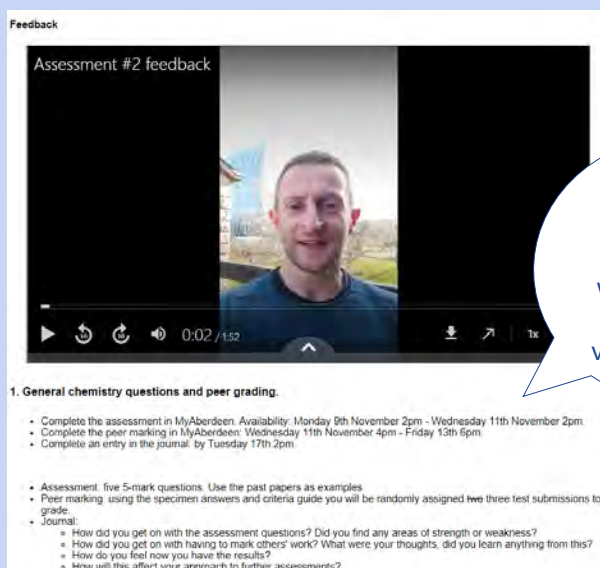 Feedback
Assessment #2 feedback
0:02 / 1:52
1x
1. General chemistry questions and peer grading.
• Complete the assessment in MyAberdeen. Availability: Monday 9th November 2pm - Wednesday 11th November 2pm.
• Complete the peer marking in MyAberdeen: Wednesday 11th November 4pm - Friday 13th 6pm.
• Complete an entry in the journal: by Tuesday 17th 2pm.
• Assessment: five 5-mark questions. Use the past papers as examples.
• Peer marking: using the specimen answers and criteria guide you will be randomly assigned two three test submissions to
grade.
• Journal:
How did you get on with the assessment questions? Did you find any areas of strength or weakness?
How did you get on with having to mark others' work? What were your thoughts, did you learn anything from this?
How do you feel now you have the results?
How will this affect your approach to further assessments?